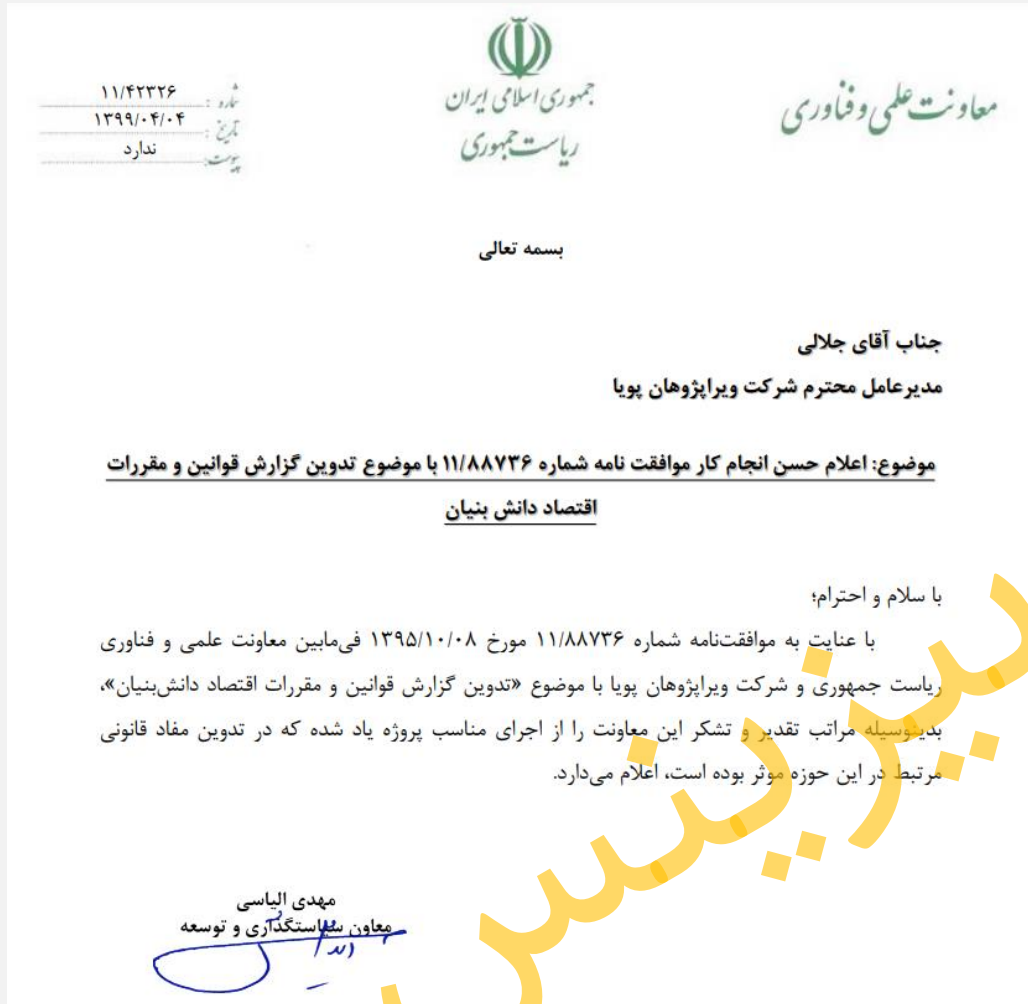 معاونت علمی و فناوری
جمهوری اسلامی ایران
ریاست جمهوری
شماره : ۱۱/۴۲۳۲۶
تاریخ : ۱۳۹۹/۰۴/۰۴
پیوست: ندارد
بسمه تعالی
جناب آقای جلالی
مدیرعامل محترم شرکت ویراپژوهان پویا
موضوع: اعلام حسن انجام کار موافقت نامه شماره ۱۱/۸۸۷۳۶ با موضوع تدوین گزارش قوانین و مقررات
اقتصاد دانش بنیان
با سلام و احترام؛
با عنایت به موافقت‌نامه شماره ۱۱/۸۸۷۳۶ مورخ ۱۳۹۵/۱۰/۰۸ فی‌مابین معاونت علمی و فناوری
ریاست جمهوری و شرکت ویراپژوهان پویا با موضوع «تدوین گزارش قوانین و مقررات اقتصاد دانش‌بنیان»،
بدینوسیله مراتب تقدیر و تشکر این معاونت را از اجرای مناسب پروژه یاد شده که در تدوین مفاد قانونی
مرتبط در این حوزه موثر بوده است، اعلام می‌دارد.
مهدی الیاسی
معاون سیاستگذاری و توسعه